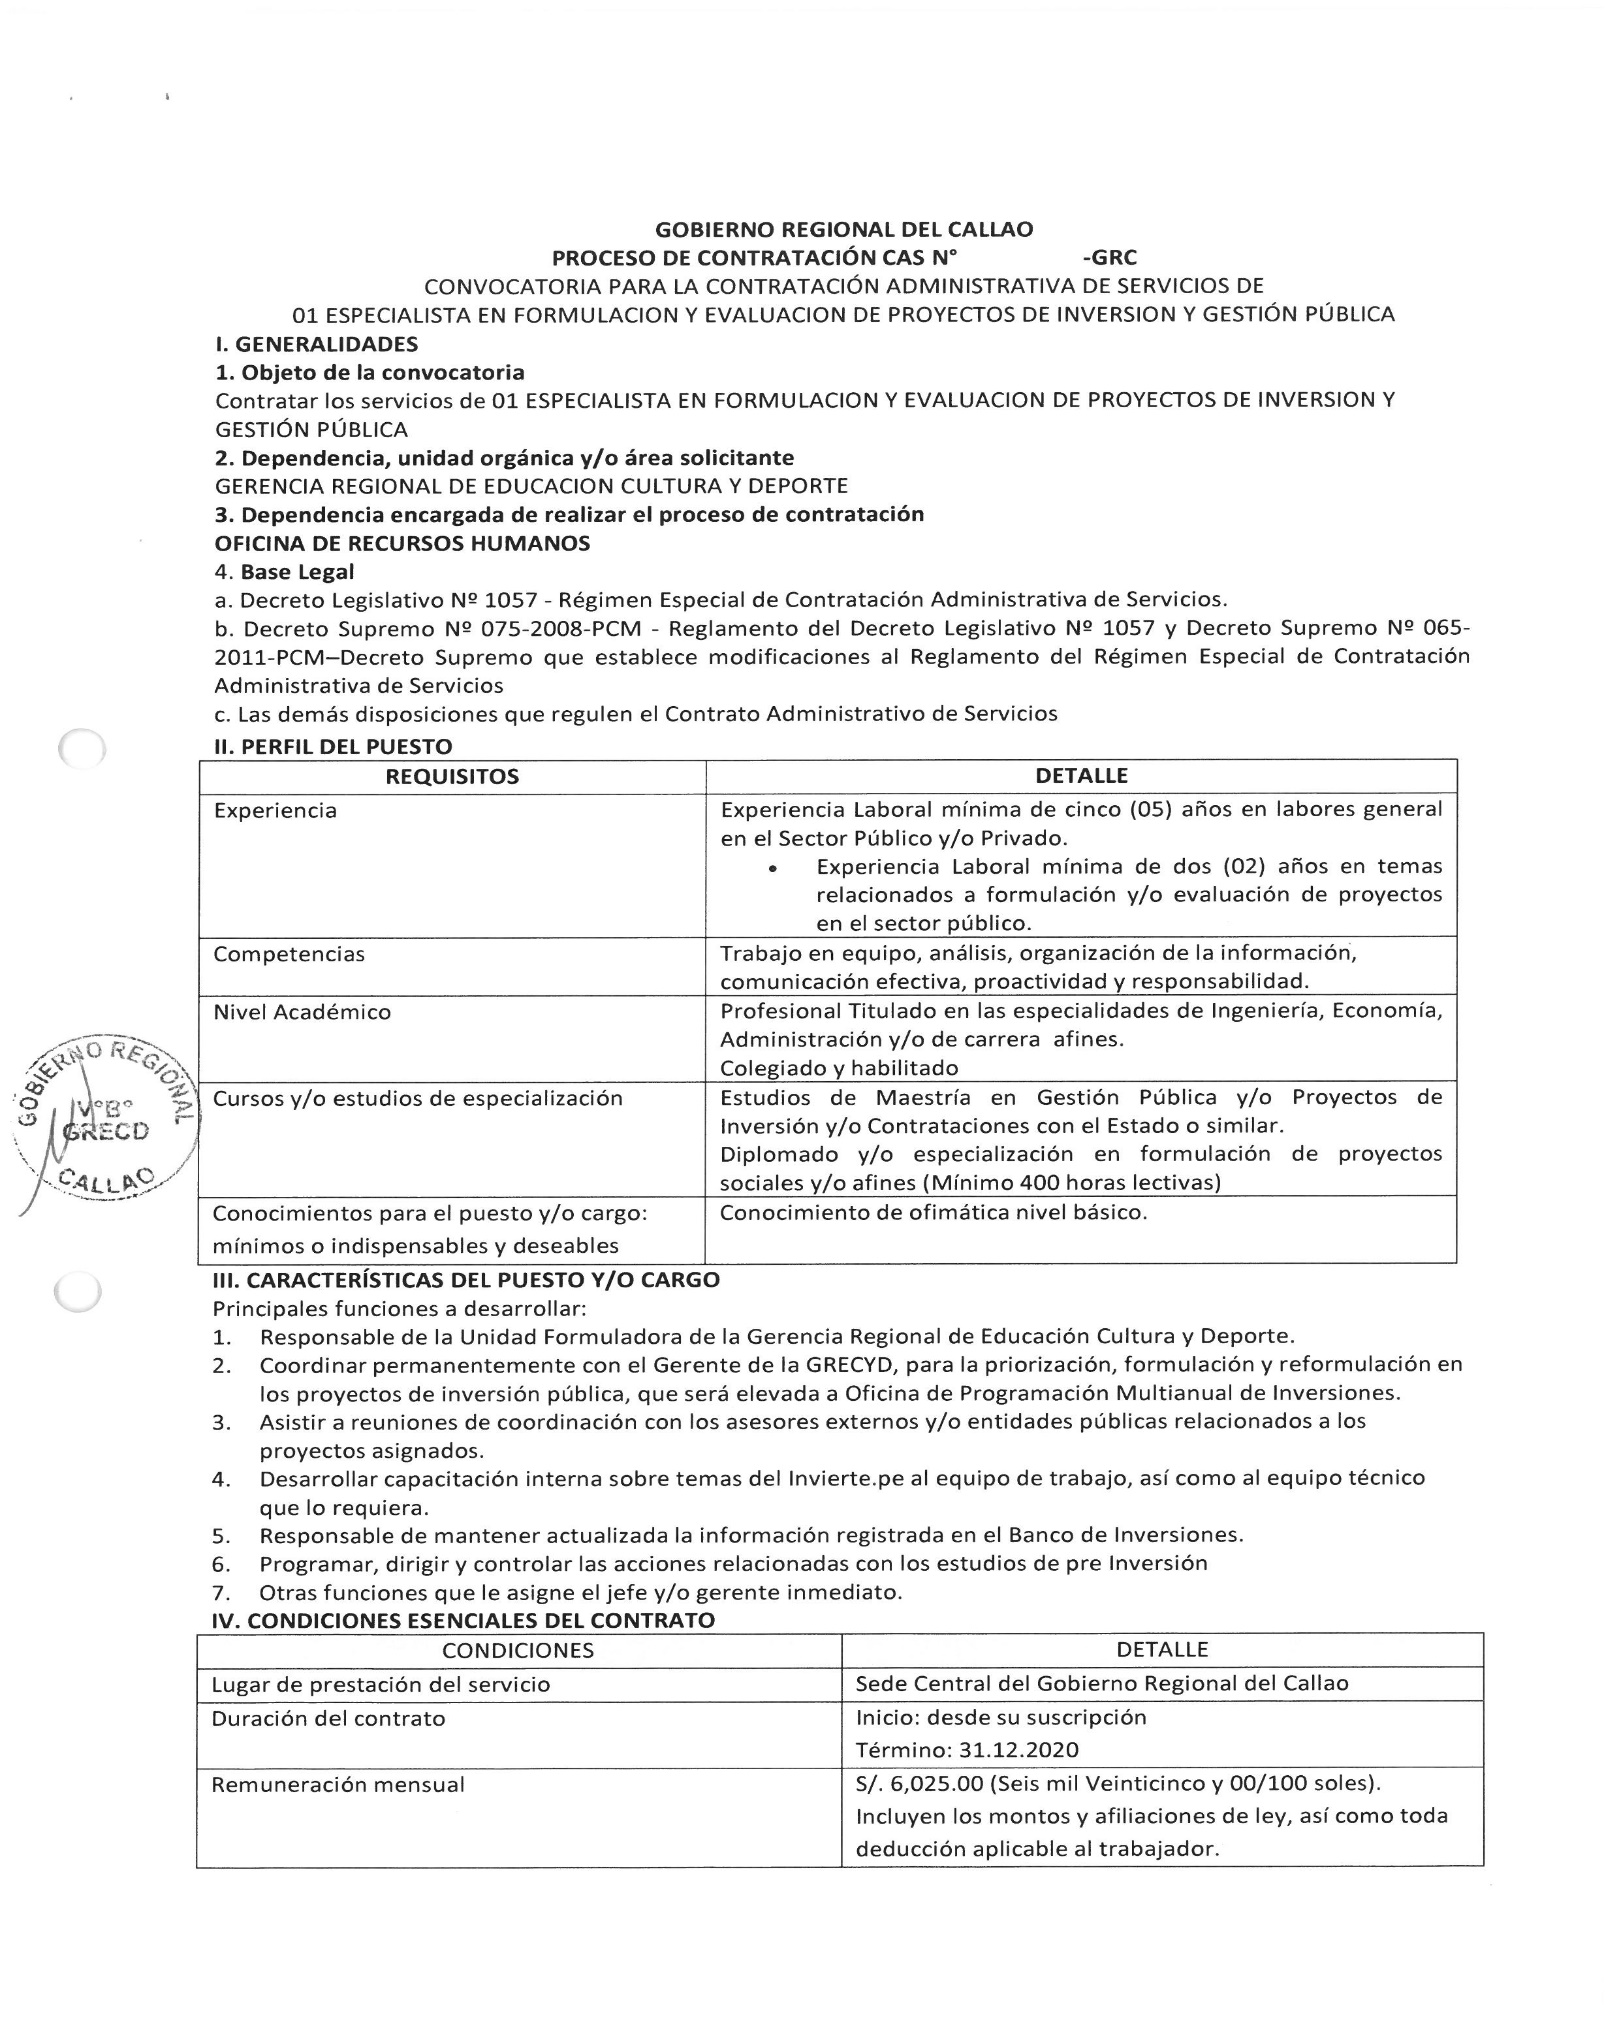 GOBIERNO REGIONAL DEL CALLAO
PROCESO DE CONTRATACIÓN CAS N° -GRC
CONVOCATORIA PARA LA CONTRATACIÓN ADMINISTRATIVA DE SERVICIOS DE
01 ESPECIALISTA EN FORMULACION Y EVALUACION DE PROYECTOS DE INVERSION Y GESTIÓN PÚBLICA
I. GENERALIDADES
1. Objeto de la convocatoria
Contratar los servicios de 01 ESPECIALISTA EN FORMULACION Y EVALUACION DE PROYECTOS DE INVERSION Y
GESTIÓN PÚBLICA
2. Dependencia, unidad orgánica y/o área solicitante
GERENCIA REGIONAL DE EDUCACION CULTURA Y DEPORTE
3. Dependencia encargada de realizar el proceso de contratación
OFICINA DE RECURSOS HUMANOS
4. Base Legal
a. Decreto Legislativo Nº 1057 - Régimen Especial de Contratación Administrativa de Servicios.
b. Decreto Supremo Nº 075-2008-PCM - Reglamento del Decreto Legislativo Nº 1057 y Decreto Supremo Nº 065-
2011-PCM–Decreto Supremo que establece modificaciones al Reglamento del Régimen Especial de Contratación
Administrativa de Servicios
c. Las demás disposiciones que regulen el Contrato Administrativo de Servicios
II. PERFIL DEL PUESTO
REQUISITOS DETALLE
Experiencia Experiencia Laboral mínima de cinco (05) años en labores general
en el Sector Público y/o Privado.
• Experiencia Laboral mínima de dos (02) años en temas
relacionados a formulación y/o evaluación de proyectos
en el sector público.
Competencias Trabajo en equipo, análisis, organización de la información,
comunicación efectiva, proactividad y responsabilidad.
Nivel Académico Profesional Titulado en las especialidades de Ingeniería, Economía,
Administración y/o de carrera afines.
Colegiado y habilitado
Cursos y/o estudios de especialización Estudios de Maestría en Gestión Pública y/o Proyectos de
Inversión y/o Contrataciones con el Estado o similar.
Diplomado y/o especialización en formulación de proyectos
sociales y/o afines (Mínimo 400 horas lectivas)
Conocimientos para el puesto y/o cargo: Conocimiento de ofimática nivel básico.
mínimos o indispensables y deseables
GOBIERNO REGIONAL
V°B°
GRECD
CALLAO
III. CARACTERÍSTICAS DEL PUESTO Y/O CARGO
Principales funciones a desarrollar:
1. Responsable de la Unidad Formuladora de la Gerencia Regional de Educación Cultura y Deporte.
2. Coordinar permanentemente con el Gerente de la GRECYD, para la priorización, formulación y reformulación en
los proyectos de inversión pública, que será elevada a Oficina de Programación Multianual de Inversiones.
3. Asistir a reuniones de coordinación con los asesores externos y/o entidades públicas relacionados a los
proyectos asignados.
4. Desarrollar capacitación interna sobre temas del Invierte.pe al equipo de trabajo, así como al equipo técnico
que lo requiera.
5. Responsable de mantener actualizada la información registrada en el Banco de Inversiones.
6. Programar, dirigir y controlar las acciones relacionadas con los estudios de pre Inversión
7. Otras funciones que le asigne el jefe y/o gerente inmediato.
IV. CONDICIONES ESENCIALES DEL CONTRATO
CONDICIONES DETALLE
Lugar de prestación del servicio Sede Central del Gobierno Regional del Callao
Duración del contrato Inicio: desde su suscripción
Término: 31.12.2020
Remuneración mensual S/. 6,025.00 (Seis mil Veinticinco y 00/100 soles).
Incluyen los montos y afiliaciones de ley, así como toda
deducción aplicable al trabajador.